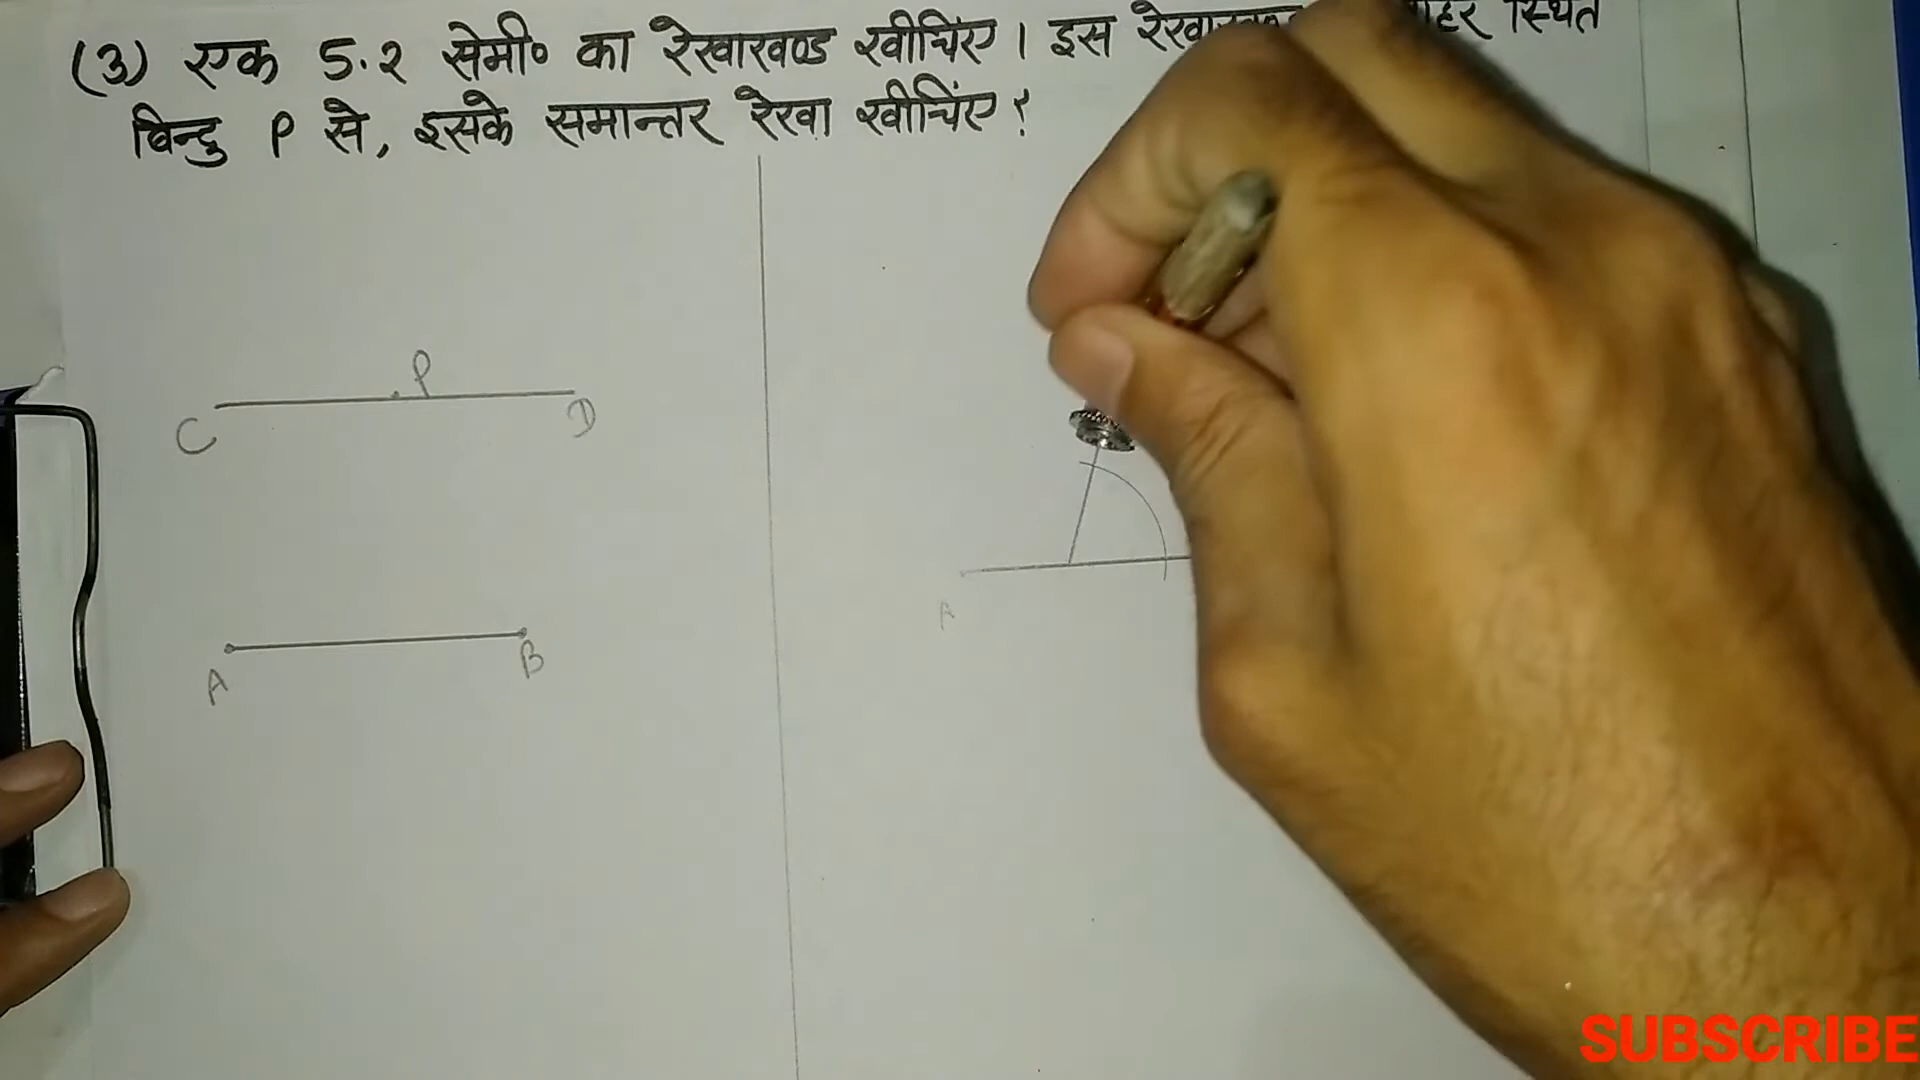 (3) एक 5.2 सेमी० का रेखाखण्ड खींचिए। इस स्थित
बिन्दु P से, इसके समान्तर रेखा खींचिए?
P
C D
A
A B
SUBSCRIBE